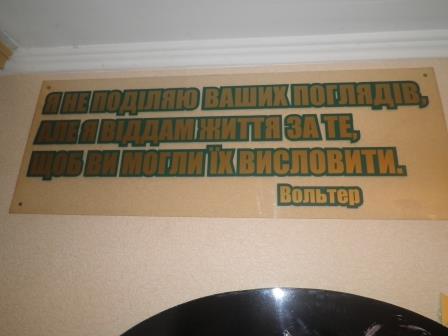 Я НЕ ПОДІЛЯЮ ВАШИХ ПОГЛЯДІВ,
АЛЕ Я ВІДДАМ ЖИТТЯ ЗА ТЕ,
ЩОБ ВИ МОГЛИ ЇХ ВИСЛОВИТИ.
Вольтер